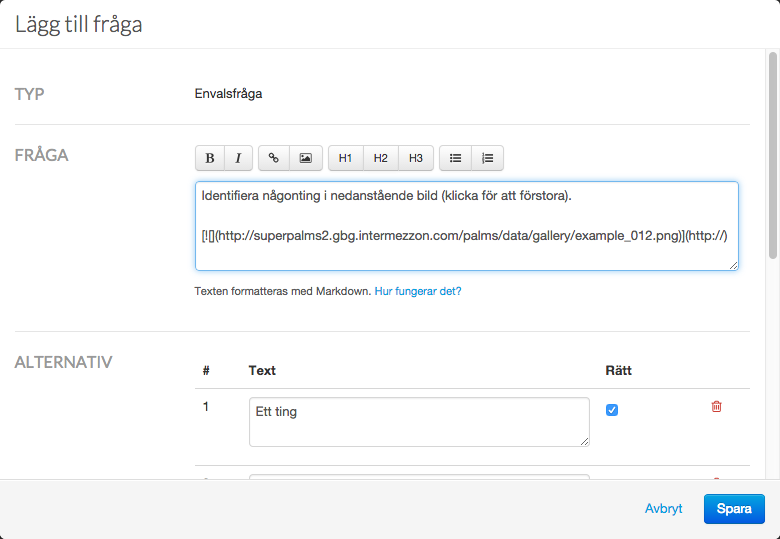 Lägg till fråga
TYP
Envalsfråga
FRÅGA
B I H1 H2 H3
Identifiera någonting i nedanstående bild (klicka för att förstora).
[![](http://superpalms2.gbg.intermezzon.com/palms/data/gallery/example_012.png)](http://)
Texten formatteras med Markdown. Hur fungerar det?
ALTERNATIV
# Text Rätt
1 Ett ting
Avbryt Spara